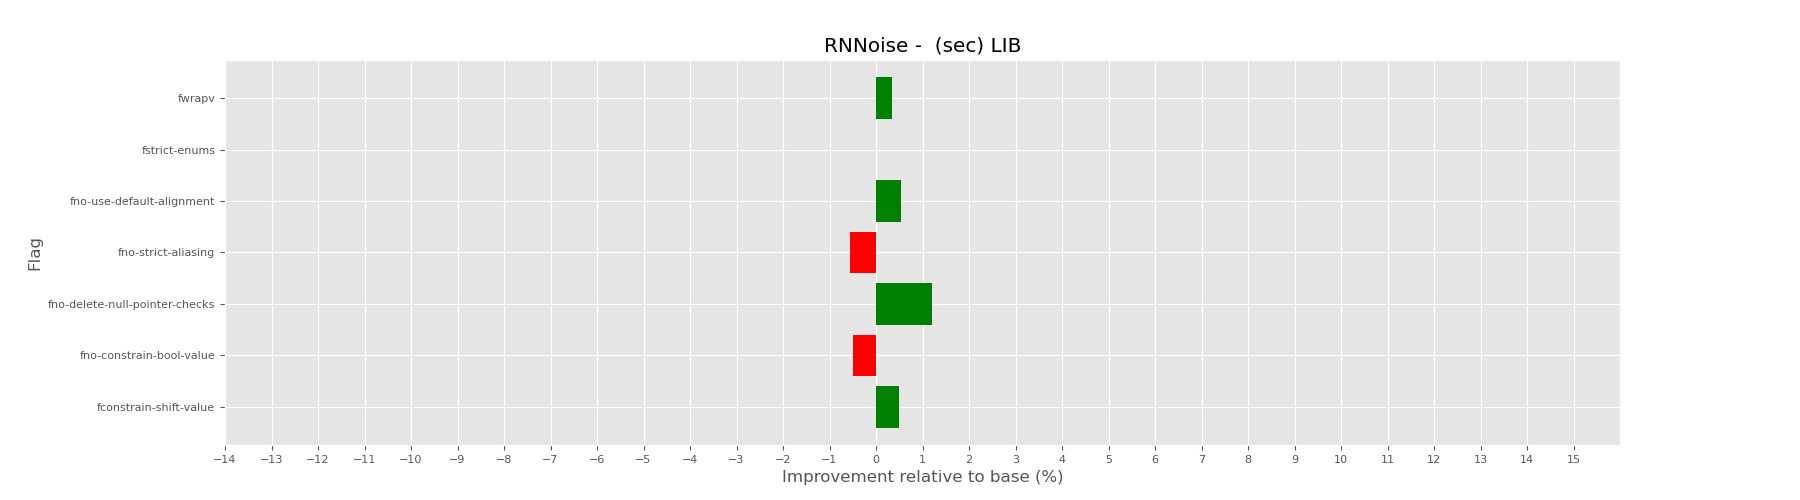 RNNoise -  (sec) LIB
fwrapv
fstrict-enums
fno-use-default-alignment
fno-strict-aliasing
fno-delete-null-pointer-checks
fno-constrain-bool-value
fconstrain-shift-value
Flag
−14 −13 −12 −11 −10 −9 −8 −7 −6 −5 −4 −3 −2 −1 0 1 2 3 4 5 6 7 8 9 10 11 12 13 14 15
Improvement relative to base (%)